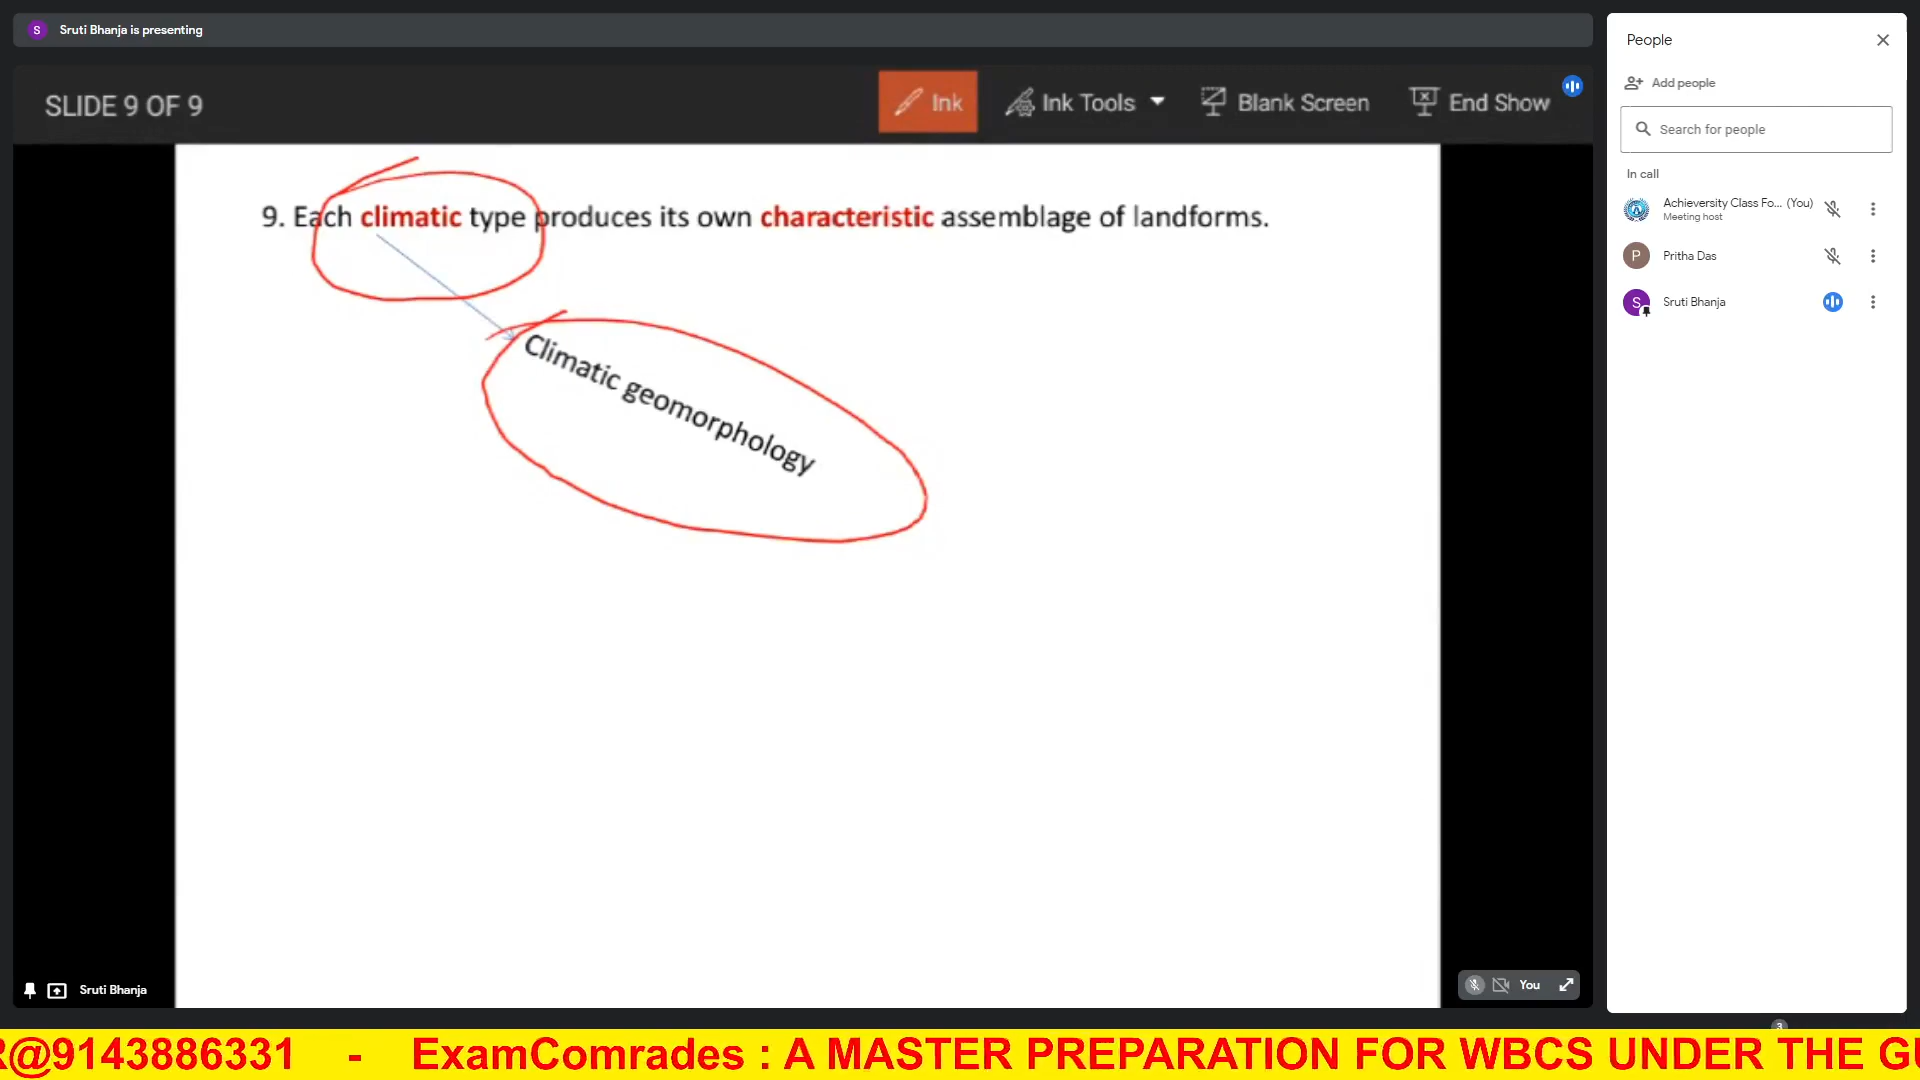 S Sruti Bhanja is presenting
SLIDE 9 OF 9
Ink
Ink Tools
Blank Screen
End Show
9. Each climatic type produces its own characteristic assemblage of landforms.
Climatic geomorphology
Sruti Bhanja
You
People
Add people
Search for people
In call
Achieversity Class Fo... (You)
Meeting host
P Pritha Das
S Sruti Bhanja
3
R@9143886331 - ExamComrades : A MASTER PREPARATION FOR WBCS UNDER THE GU